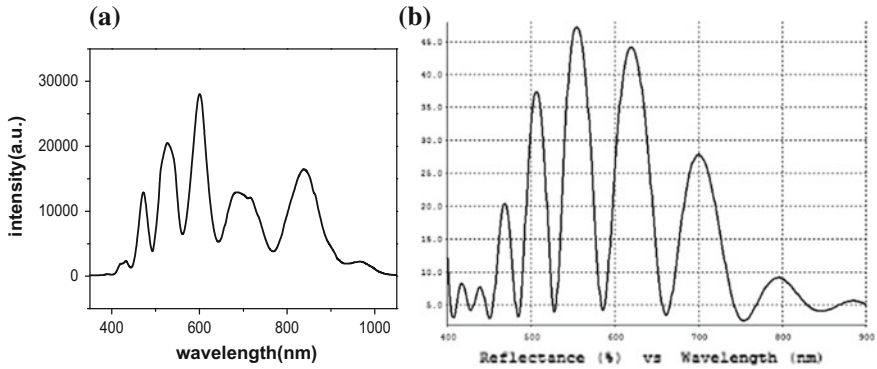 (a)
(b)
intensity(a.u.)
30000
20000
10000
0
400 600 800 1000
wavelength(nm)
45.0
40.0
35.0
30.0
25.0
20.0
15.0
10.0
5.0
400 500 600 700 800 900
Reflectance (%) vs Wavelength (nm)